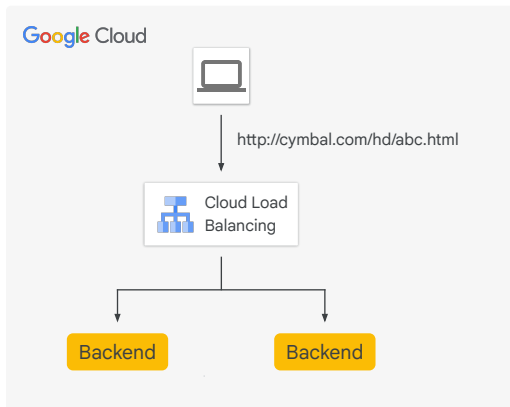 Google Cloud
http://cymbal.com/hd/abc.html
Cloud Load
Balancing
Backend
Backend